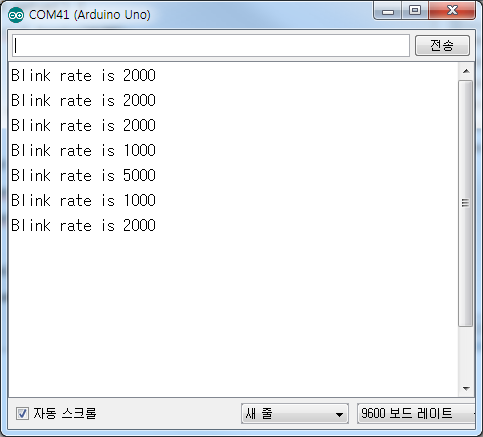 COM41 (Arduino Uno)
전송
Blink rate is 2000
Blink rate is 2000
Blink rate is 2000
Blink rate is 1000
Blink rate is 5000
Blink rate is 1000
Blink rate is 2000
자동 스크롤
새 줄
9600 보드 레이트